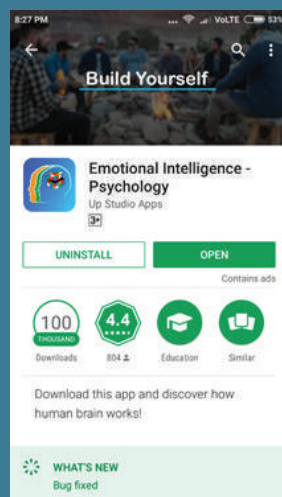 8:27 PM ... VoLTE 53%
Build Yourself
Emotional Intelligence -
Psychology
Up Studio Apps
3+
UNINSTALL OPEN
Contains ads
100 4.4
THOUSAND
Downloads 804 Education Similar
Download this app and discover how
human brain works!
WHAT'S NEW
Bug fixed